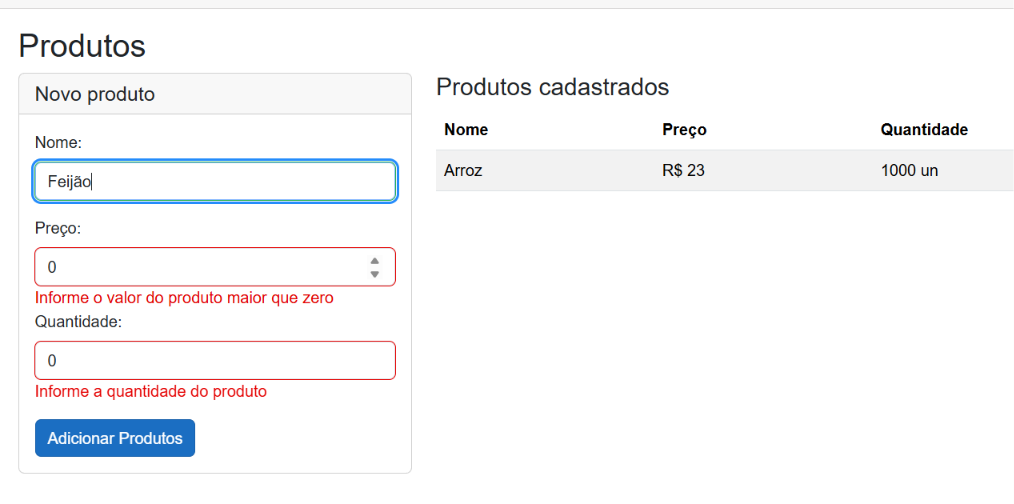 Produtos
Novo produto
Nome:
Feijão
Preço:
0
Informe o valor do produto maior que zero
Quantidade:
0
Informe a quantidade do produto
Adicionar Produtos
Produtos cadastrados
Nome Preço Quantidade
Arroz R$ 23 1000 un